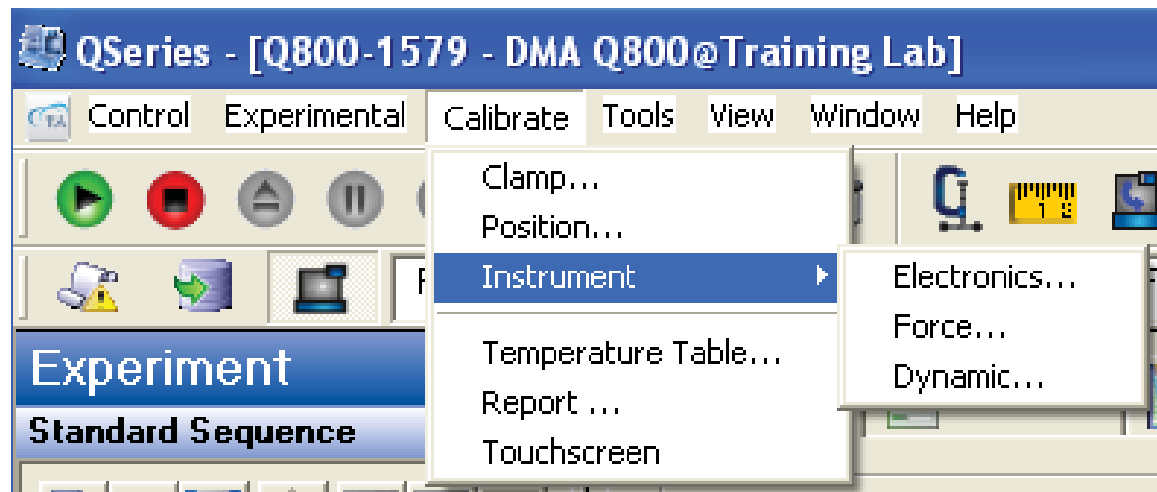 QSeries - [Q800-1579 - DMA Q800@Training Lab]
Control Experimental Calibrate Tools View Window Help
Clamp...
Position...
Instrument
Electronics...
Force...
Dynamic...
Temperature Table...
Report ...
Touchscreen
Experiment
Standard Sequence